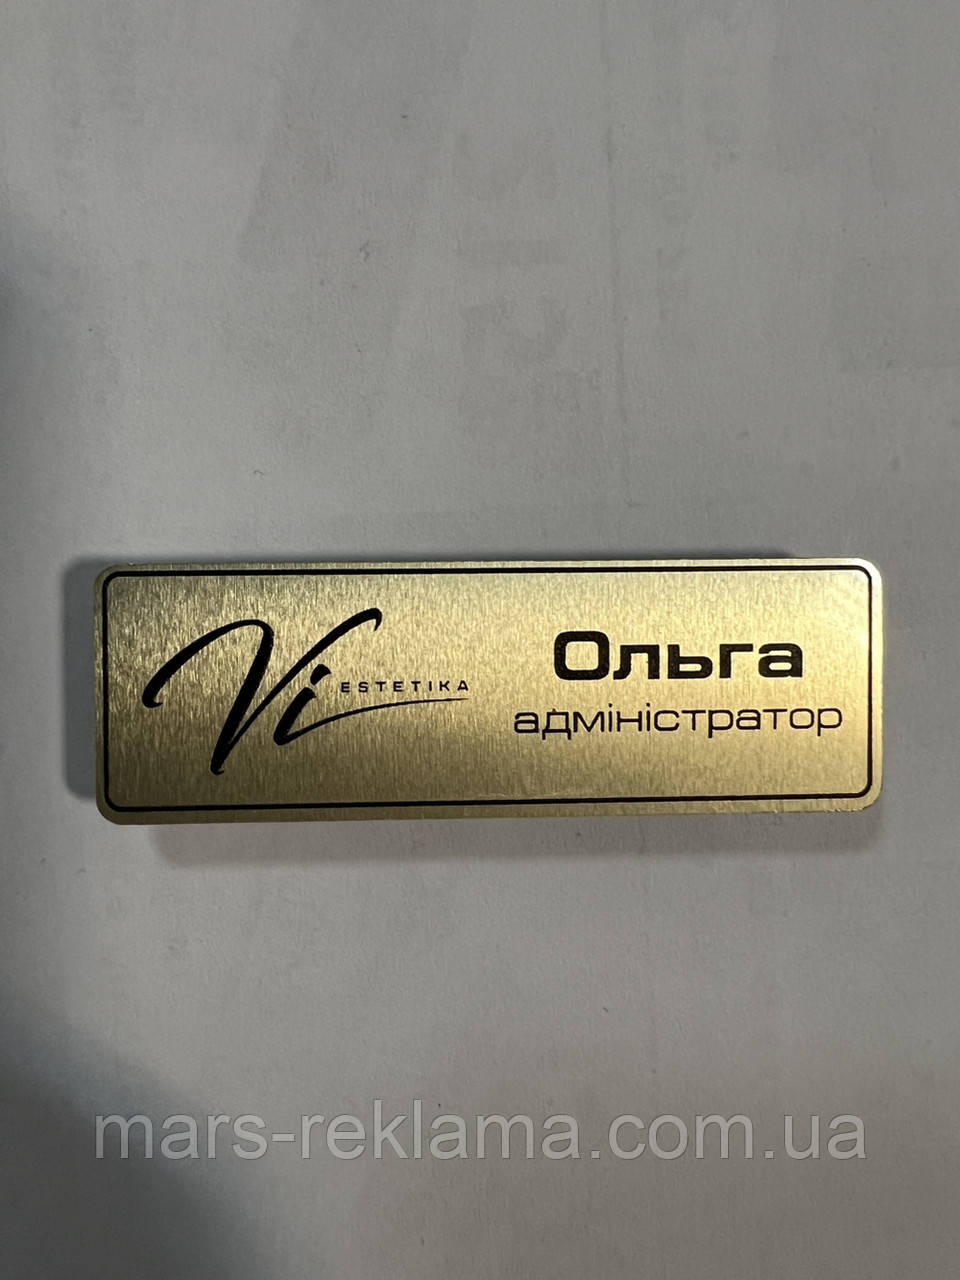 Vi ESTETIKA
Ольга
адміністратор
mars-reklama.com.ua